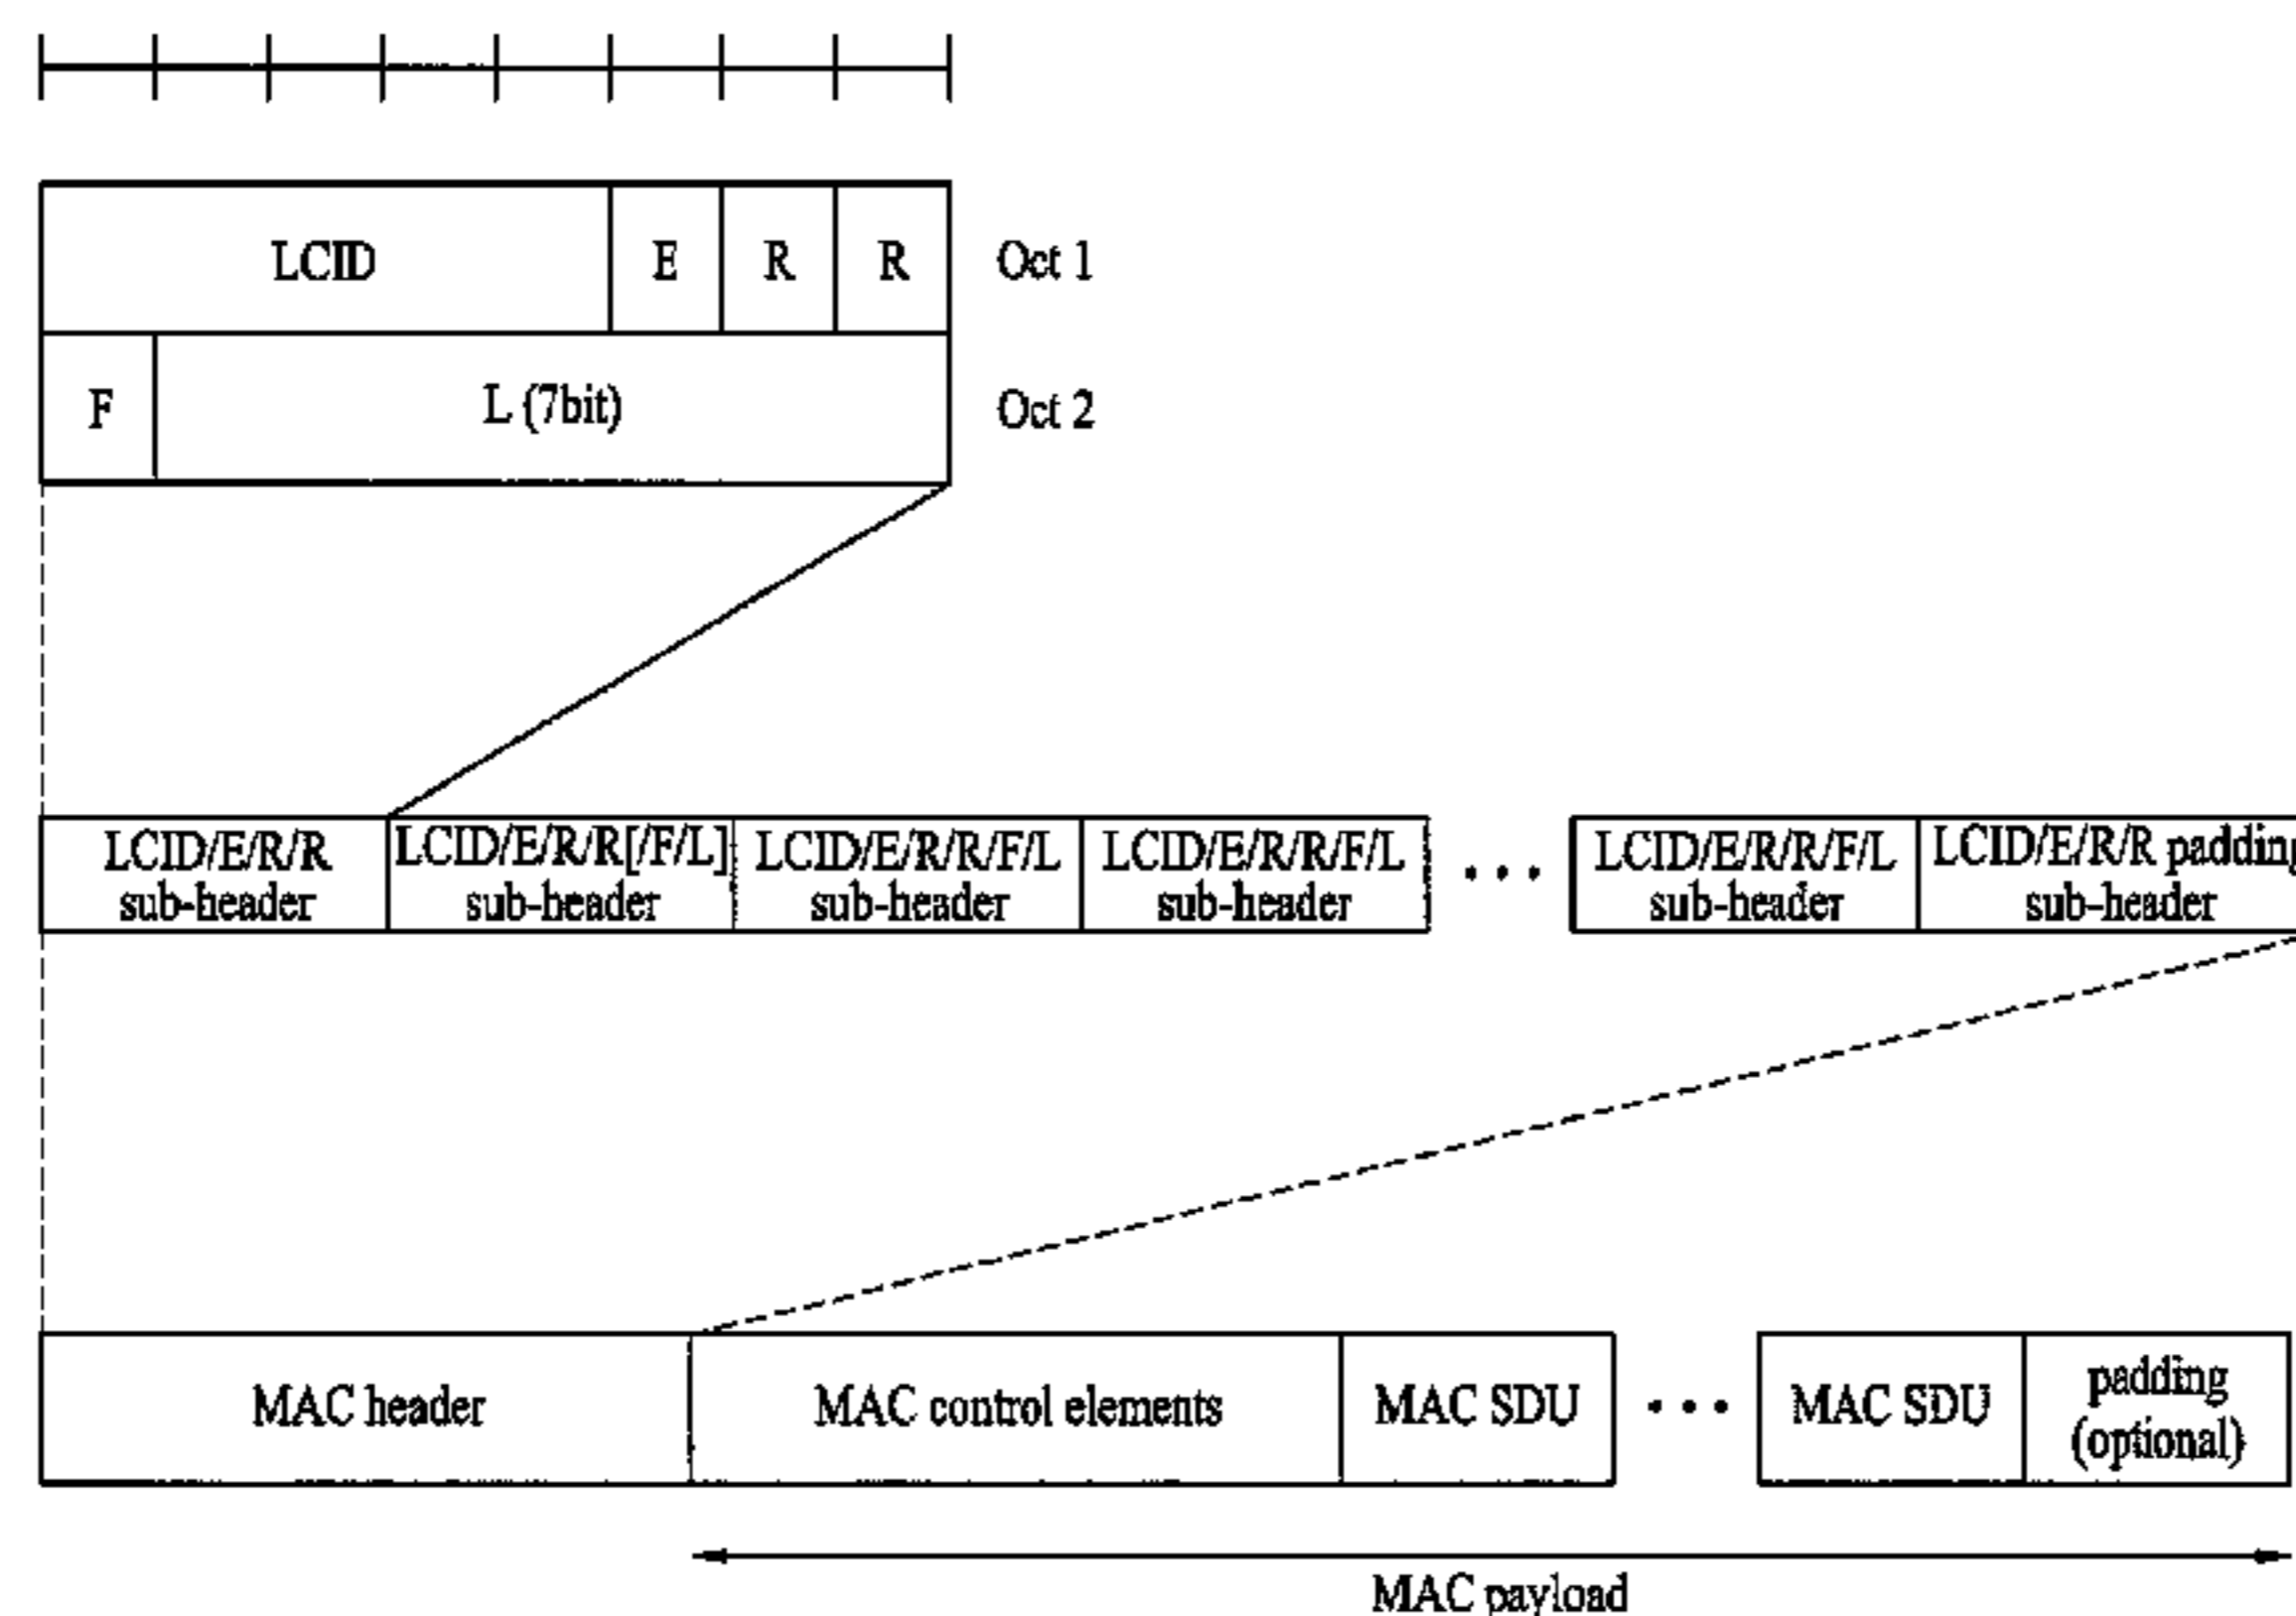 LCID E R R Oct 1
F L (7bit) Oct 2
LCID/E/R/R
sub-header
LCID/E/R/R[/F/L]
sub-header
LCID/E/R/R/F/L
sub-header
LCID/E/R/R/F/L
sub-header
LCID/E/R/R/F/L
sub-header
LCID/E/R/R padding
sub-header
MAC header
MAC control elements
MAC SDU
MAC SDU
padding
(optional)
MAC payload